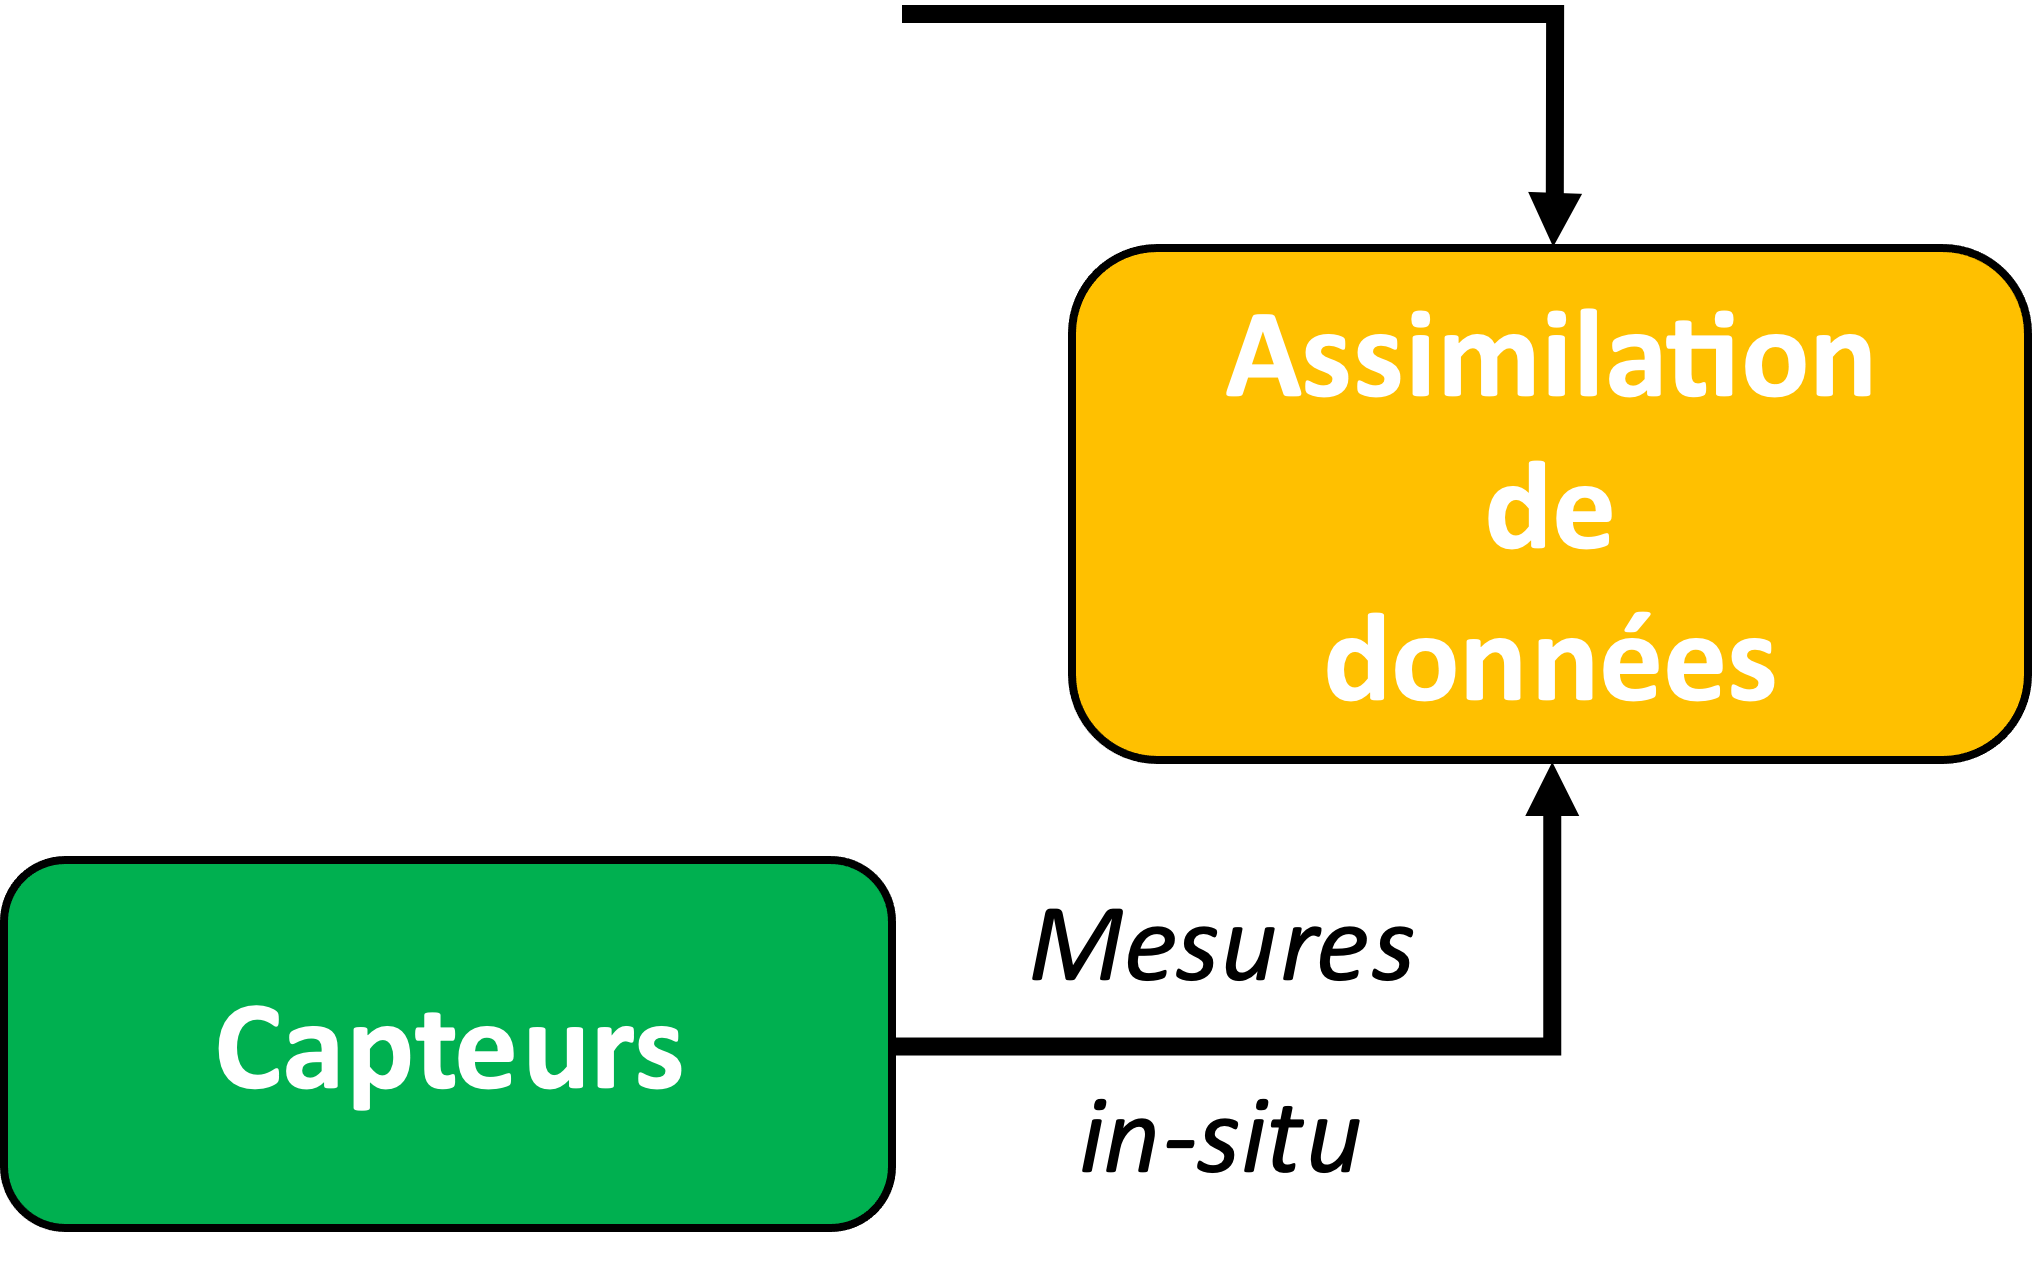 Assimilation
de
données
Mesures
Capteurs
in-situ